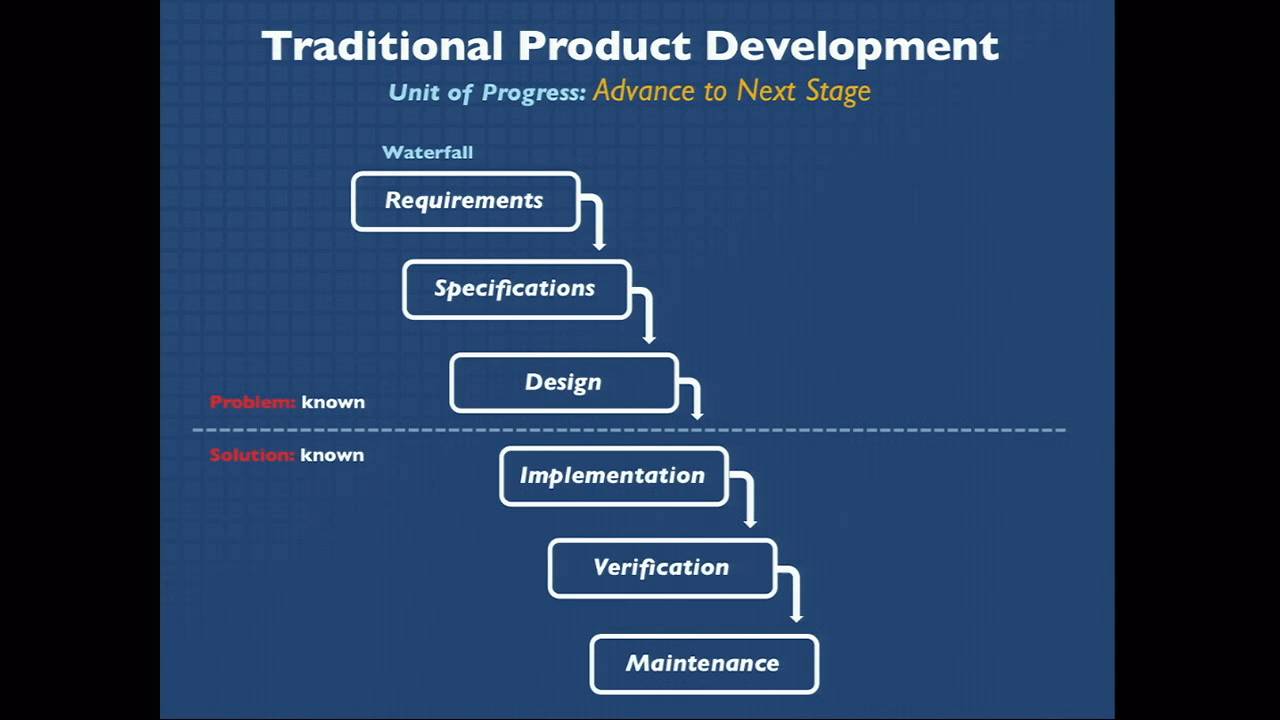 Traditional Product Development
Unit of Progress: Advance to Next Stage
Waterfall
Requirements
Specifications
Design
Problem: known
Solution: known
Implementation
Verification
Maintenance